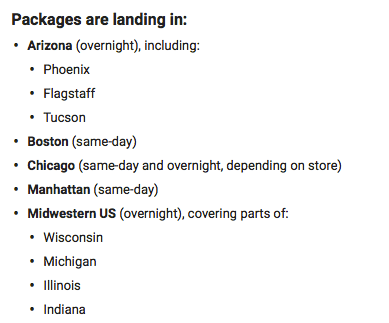 Packages are landing in:
• Arizona (overnight), including:
• Phoenix
• Flagstaff
• Tucson
• Boston (same-day)
• Chicago (same-day and overnight, depending on store)
• Manhattan (same-day)
• Midwestern US (overnight), covering parts of:
• Wisconsin
• Michigan
• Illinois
• Indiana